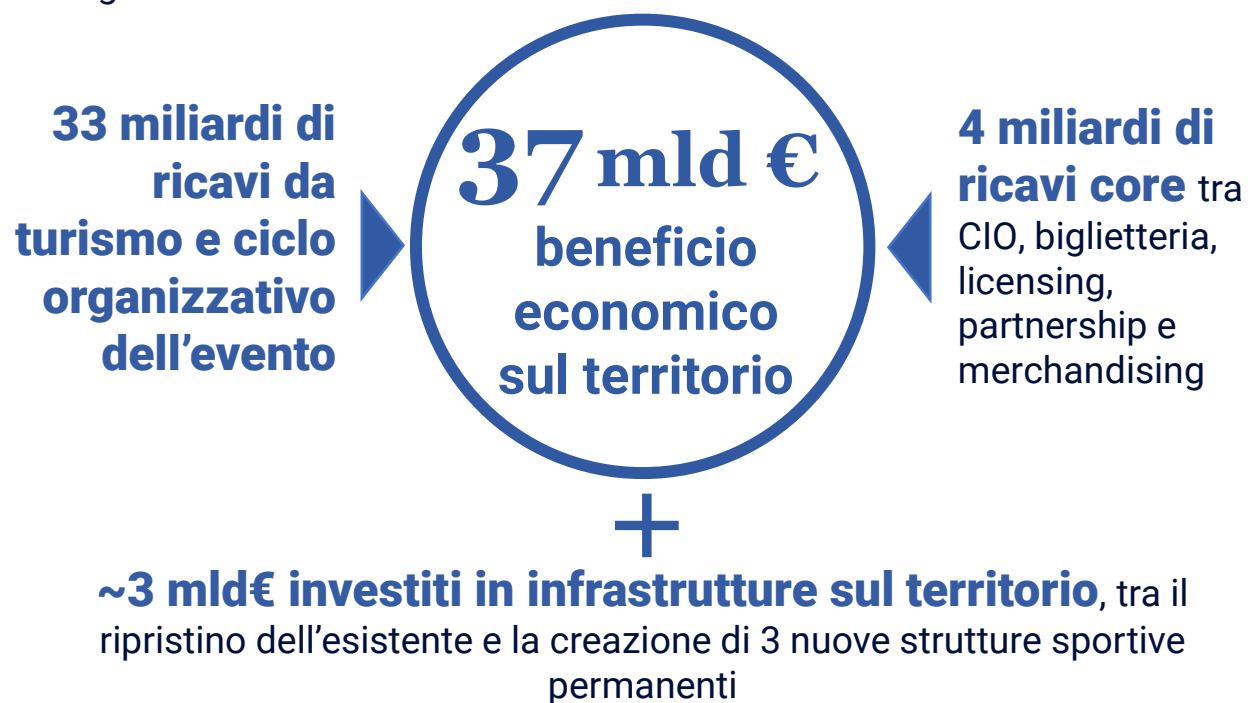 33 miliardi di
ricavi da
turismo e ciclo
organizzativo
dell’evento
37 mld €
beneficio
economico
sul territorio
4 miliardi di
ricavi core tra
CIO, biglietteria,
licensing,
partnership e
merchandising
+
~3 mld€ investiti in infrastrutture sul territorio, tra il
ripristino dell’esistente e la creazione di 3 nuove strutture sportive
permanenti